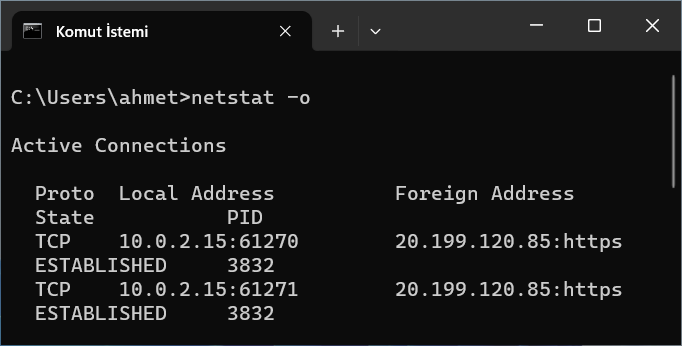 Komut İstemi
C:\Users\ahmet>netstat -o
Active Connections
Proto  Local Address          Foreign Address
State           PID
TCP    10.0.2.15:61270        20.199.120.85:https
ESTABLISHED     3832
TCP    10.0.2.15:61271        20.199.120.85:https
ESTABLISHED     3832